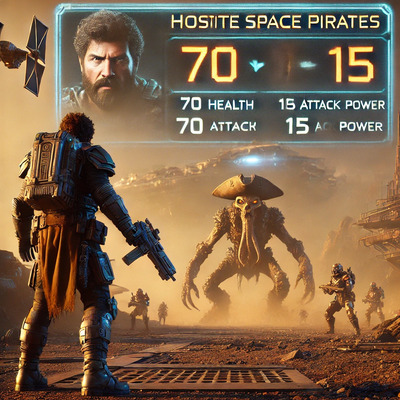 HOSTITE SPACE PIRATES
70 15
70 HEALTH 15 ATTACK POWER
70 ATTACK 15 POWER